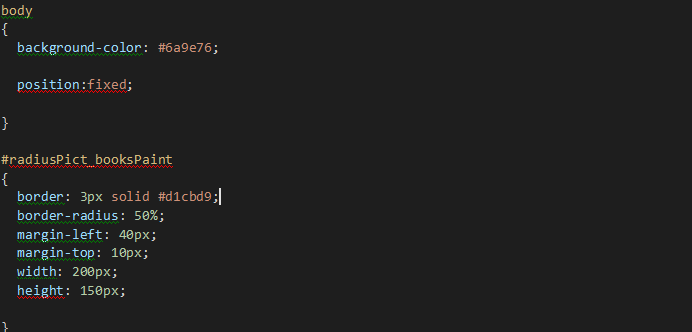 body
{
background-color: #6a9e76;
position:fixed;
}
#radiusPict_booksPaint
{
border: 3px solid #d1cbd9;
border-radius: 50%;
margin-left: 40px;
margin-top: 10px;
width: 200px;
height: 150px;
}